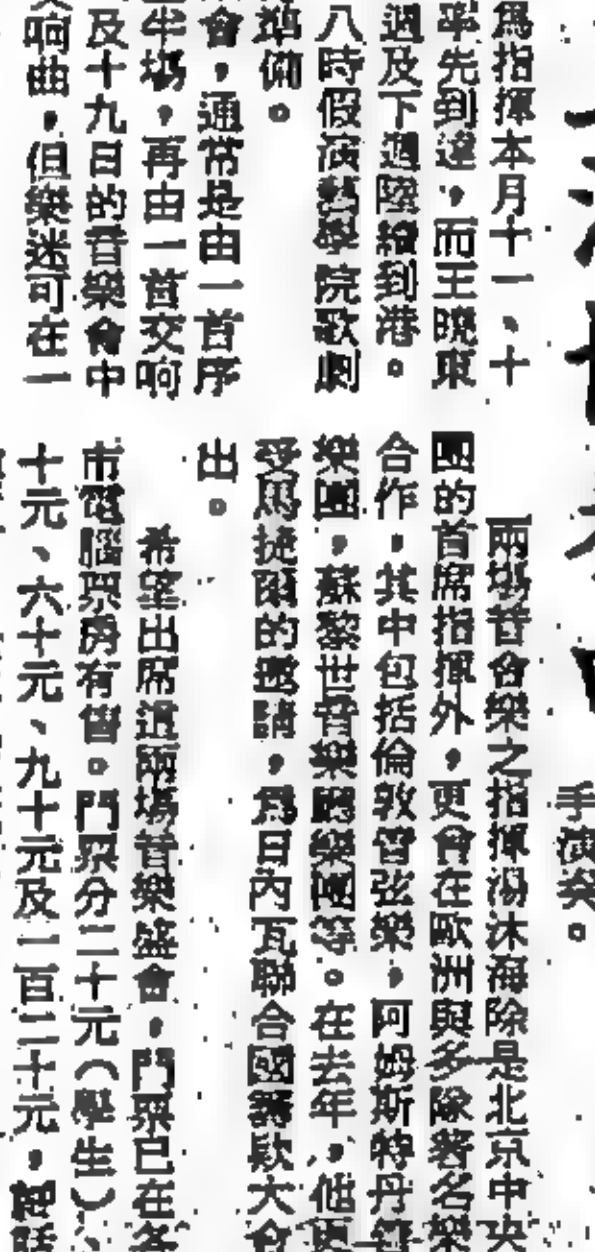 為指揮本月十一、十
率先到達，而王曉東
週及下週陸續到港。
八時假演藝學院歌劇
準備。
會，通常是由一首序
半場，再由一首交响
及十九日的音樂會中
响曲，但樂迷可在一
手演奏。
兩場音樂之指揮湯沐海除是北京中央
團的首席指揮外，更會在歐洲與多隊著名樂
合作，其中包括倫敦管弦樂，阿姆斯特丹
樂團，蘇黎世音樂廳樂團等。在去年，他更
受馬捷爾的邀請，為日內瓦聯合國籌款大會
出。
希望出席這兩場音樂盛會，門票已在各
市電腦票房有售。門票分二十元（學生）、
十元、六十元、九十元及一百二十元，